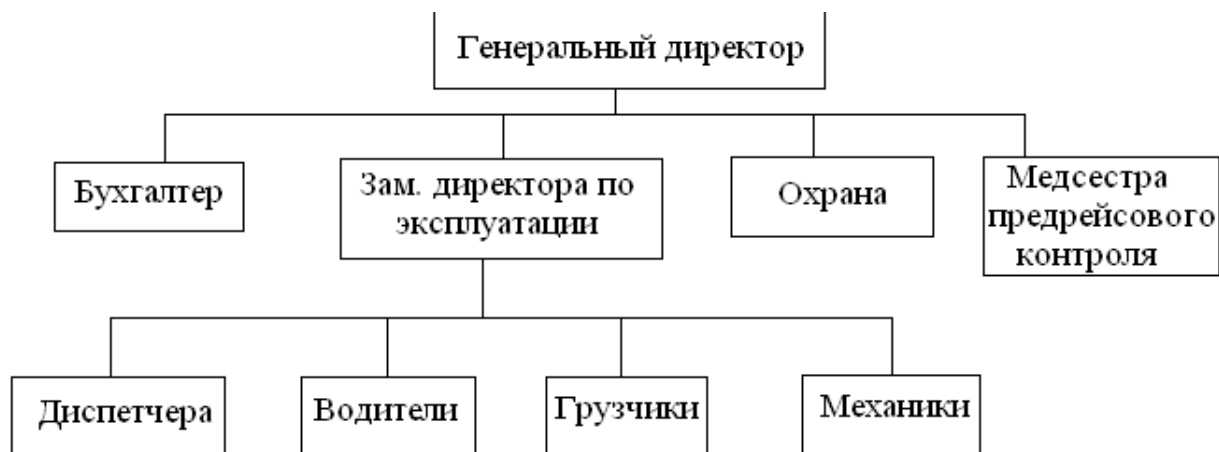 Генеральный директор
Бухгалтер
Зам. директора по
эксплуатации
Охрана
Медсестра
предрейсового
контроля
Диспетчера
Водители
Грузчики
Механики